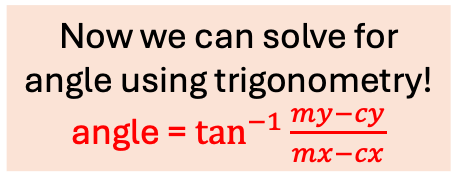 Now we can solve for
angle using trigonometry!
angle = tan⁻¹ my−cy / mx−cx